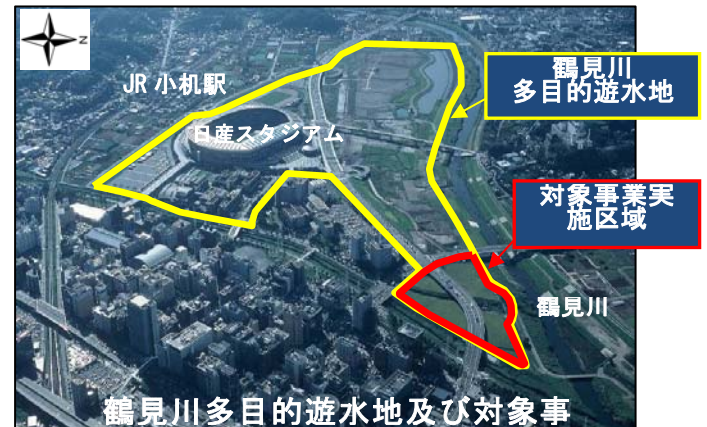 Z
JR 小机駅
鶴見川
多目的遊水地
日産スタジアム
対象事業実
施区域
鶴見川
鶴見川多目的遊水地及び対象事